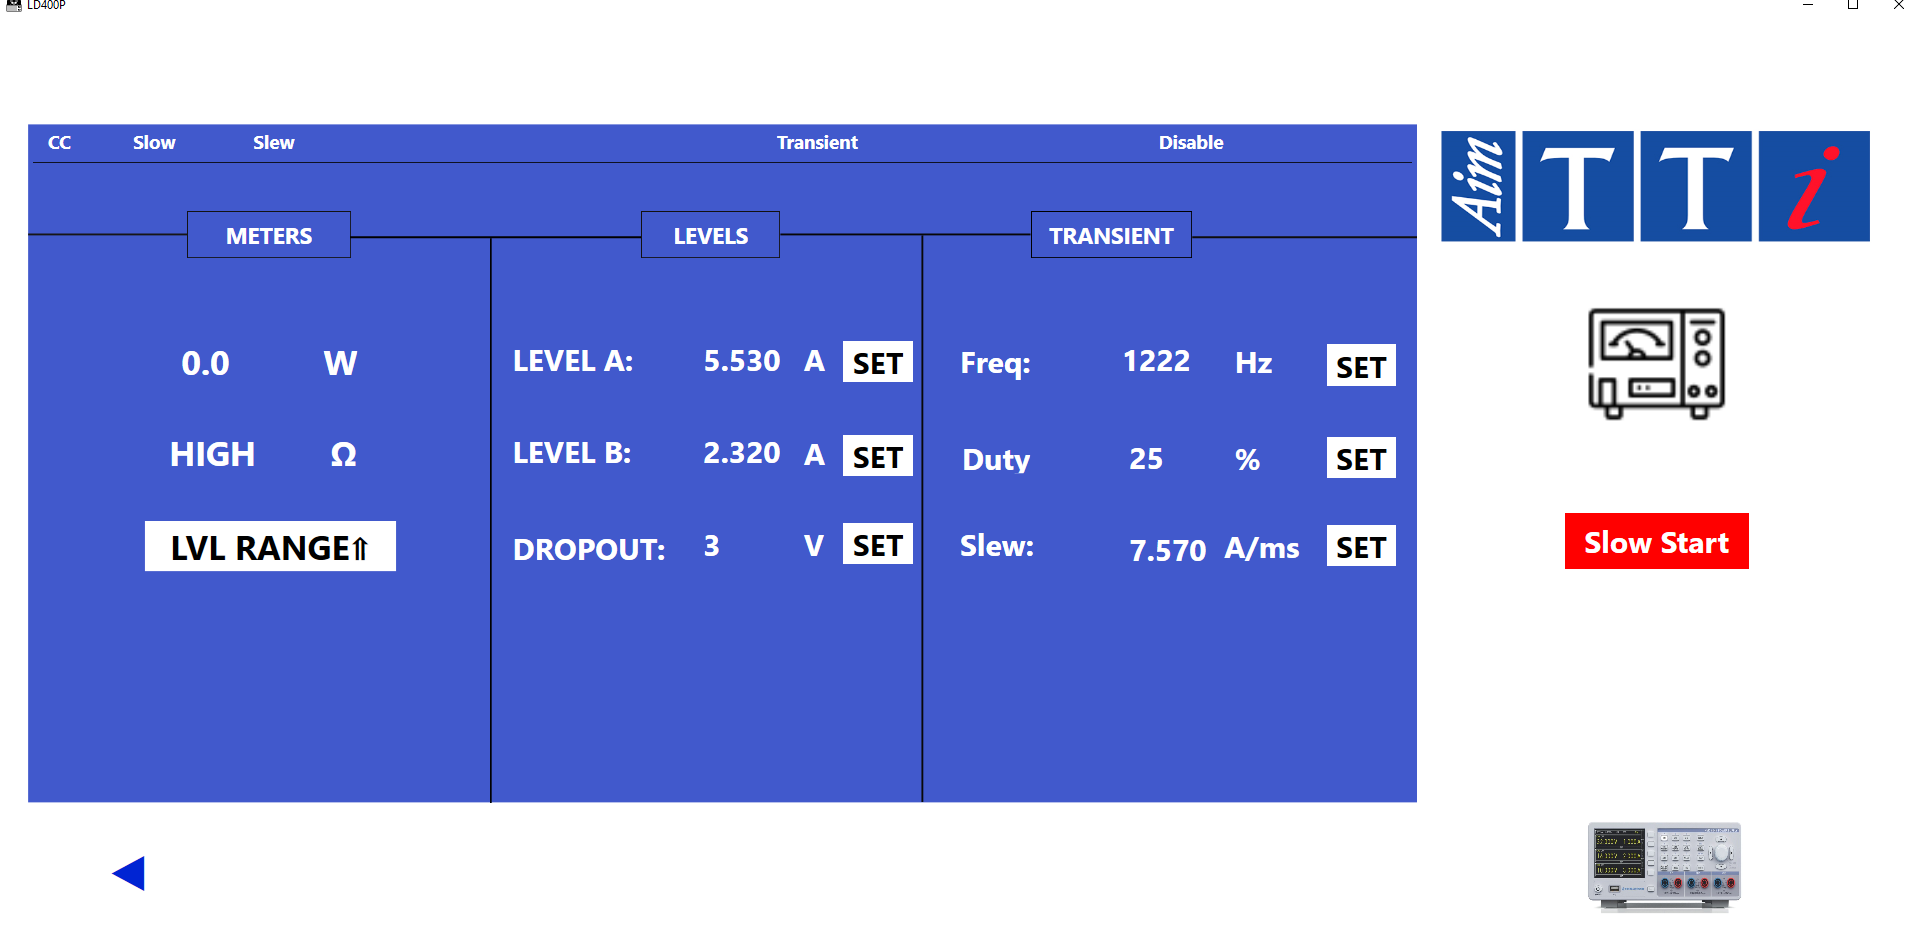 LD400P
CC Slow Slew Transient Disable
Aim T T i
METERS LEVELS TRANSIENT
0.0 W LEVEL A: 5.530 A SET Freq: 1222 Hz SET
HIGH Ω LEVEL B: 2.320 A SET Duty 25 % SET
LVL RANGE⇑ DROPOUT: 3 V SET Slew: 7.570 A/ms SET
Slow Start